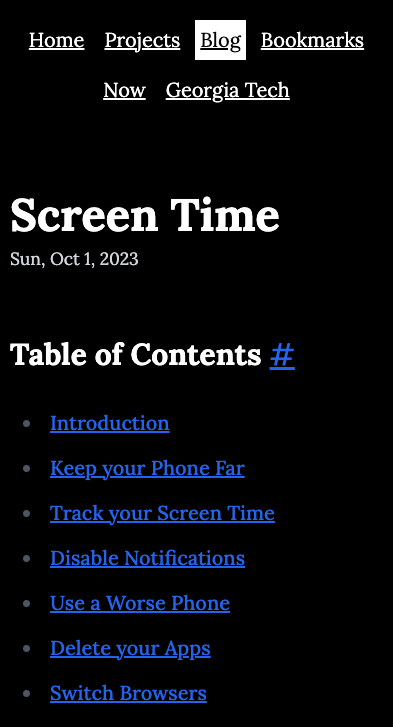 Home Projects Blog Bookmarks
Now Georgia Tech
Screen Time
Sun, Oct 1, 2023
Table of Contents #
Introduction
Keep your Phone Far
Track your Screen Time
Disable Notifications
Use a Worse Phone
Delete your Apps
Switch Browsers